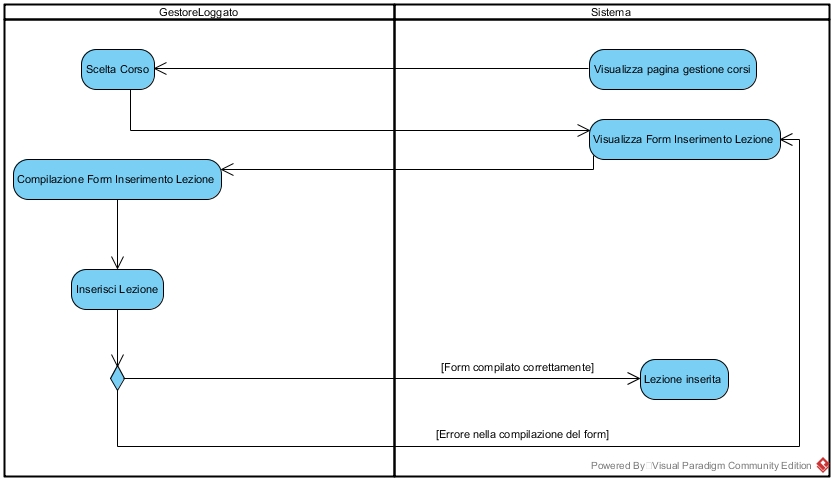 GestoreLoggato
Sistema
Scelta Corso
Visualizza pagina gestione corsi
Visualizza Form Inserimento Lezione
Compilazione Form Inserimento Lezione
Inserisci Lezione
[Form compilato correttamente]
Lezione inserita
[Errore nella compilazione del form]
Powered By Visual Paradigm Community Edition